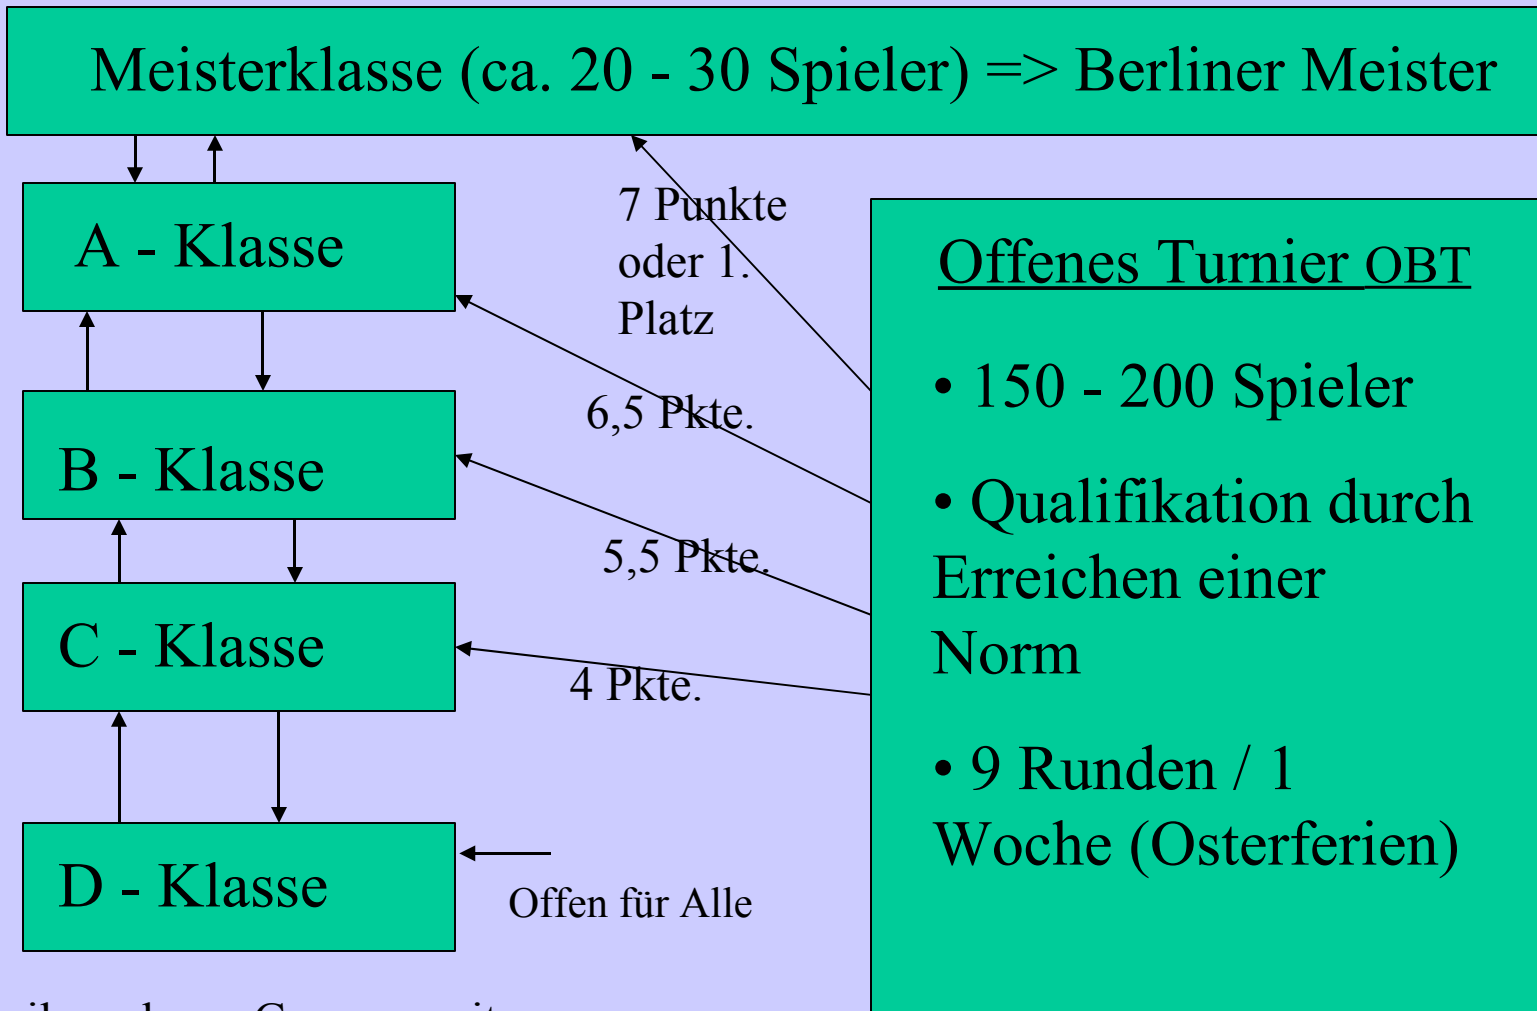 Meisterklasse (ca. 20 - 30 Spieler) => Berliner Meister
A - Klasse
B - Klasse
C - Klasse
D - Klasse
7 Punkte
oder 1.
Platz
6,5 Pkte.
5,5 Pkte.
4 Pkte.
Offen für Alle
Offenes Turnier OBT
• 150 - 200 Spieler
• Qualifikation durch
Erreichen einer
Norm
• 9 Runden / 1
Woche (Osterferien)